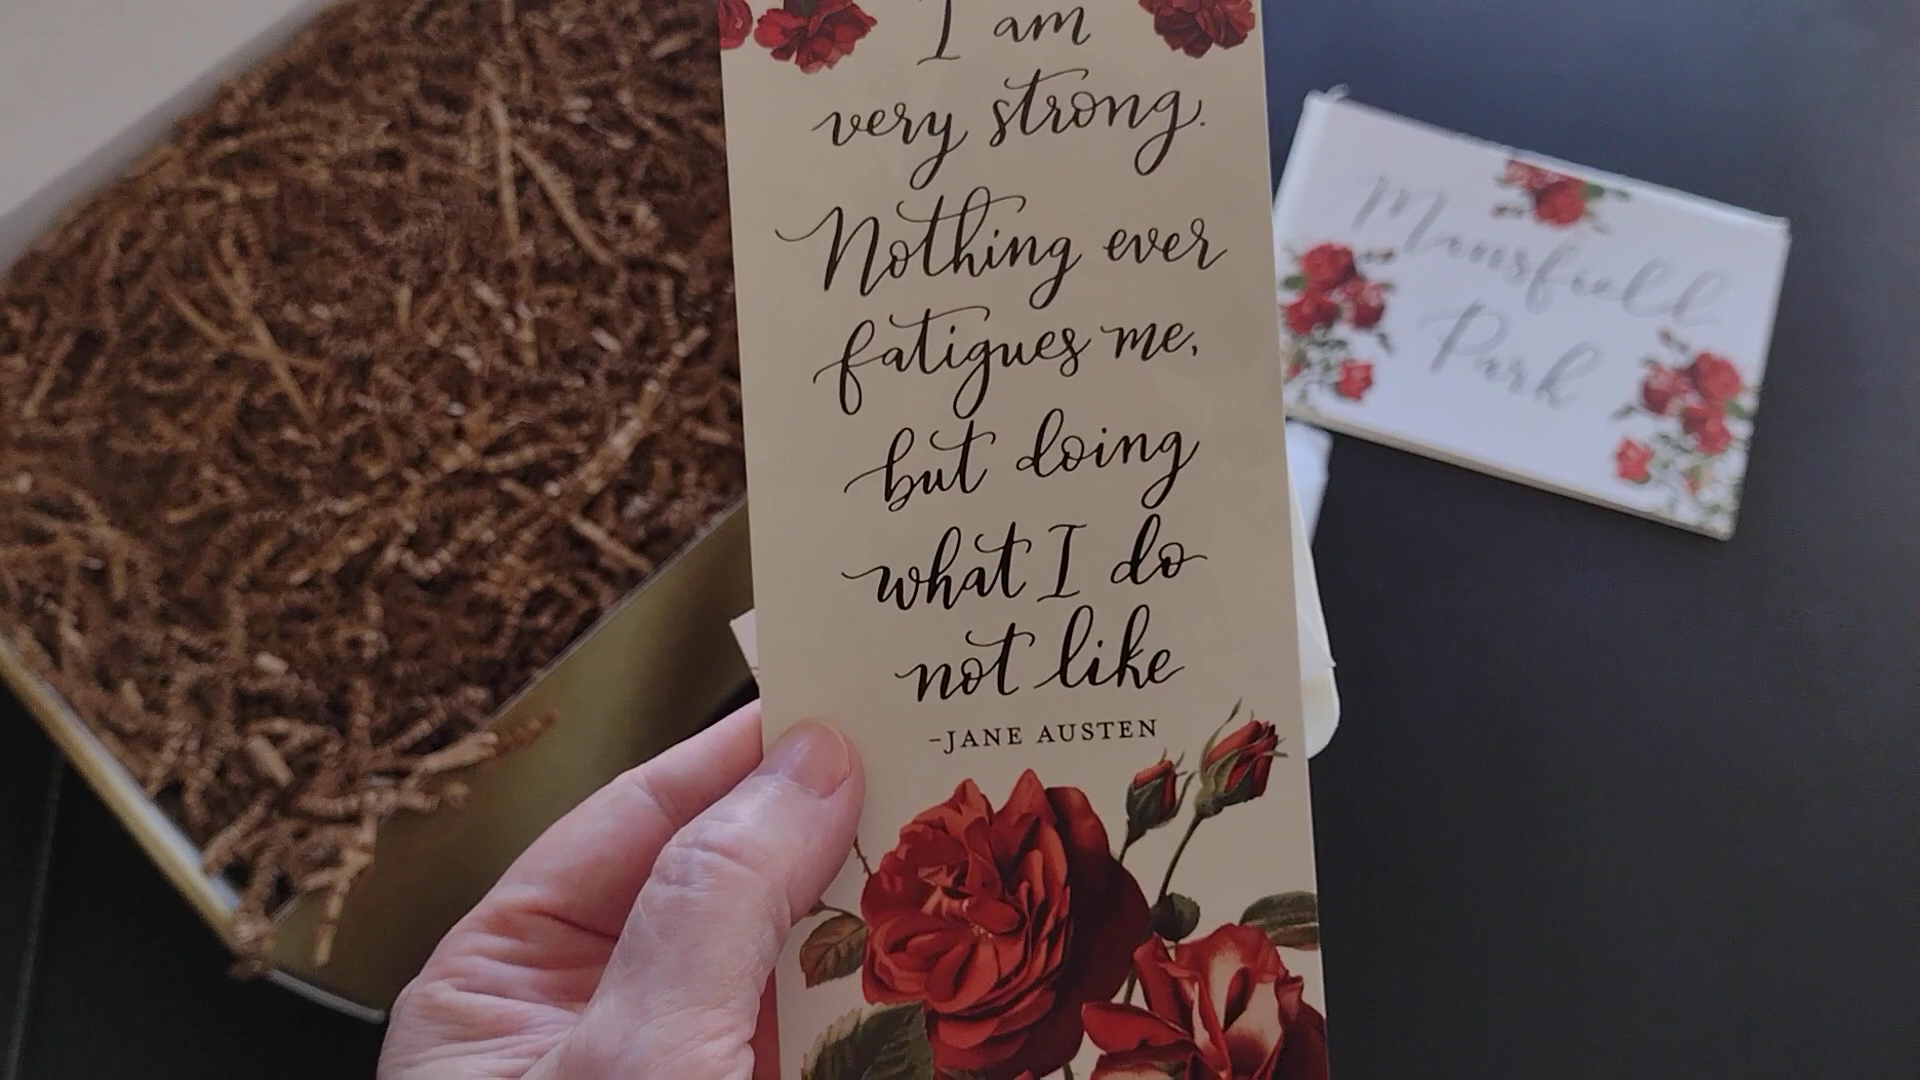 I am
very strong.
Nothing ever
fatigues me,
but doing
what I do
not like
-JANE AUSTEN
Mansfield
Park